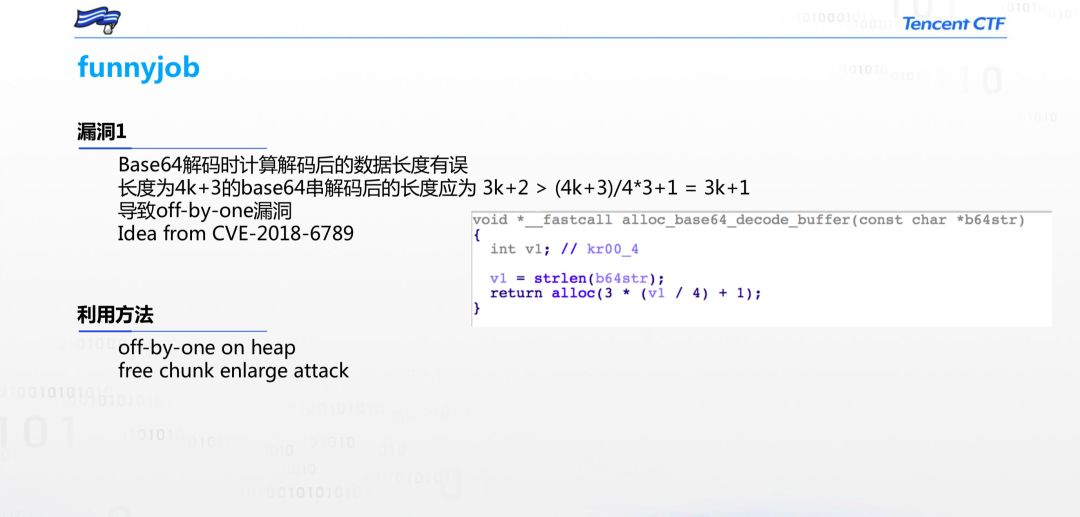 Tencent CTF
funnyjob
漏洞1
Base64解码时计算解码后的数据长度有误
长度为4k+3的base64串解码后的长度应为 3k+2 > (4k+3)/4*3+1 = 3k+1
导致off-by-one漏洞
Idea from CVE-2018-6789
void *__fastcall alloc_base64_decode_buffer(const char *b64str)
{
int v1; // kr00_4
v1 = strlen(b64str);
return alloc(3 * (v1 / 4) + 1);
}
利用方法
off-by-one on heap
free chunk enlarge attack